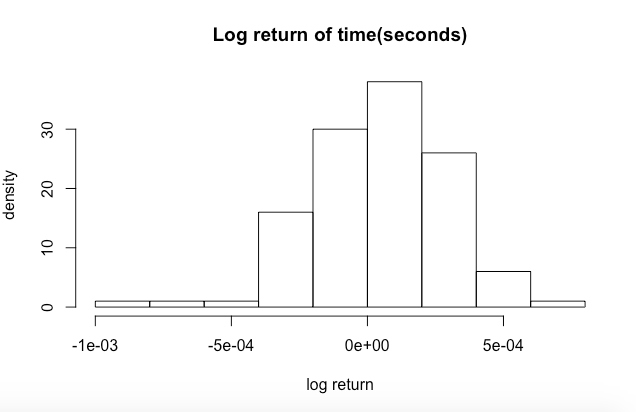 Log return of time(seconds)
density
30
20
10
0
-1e-03 -5e-04 0e+00 5e-04
log return